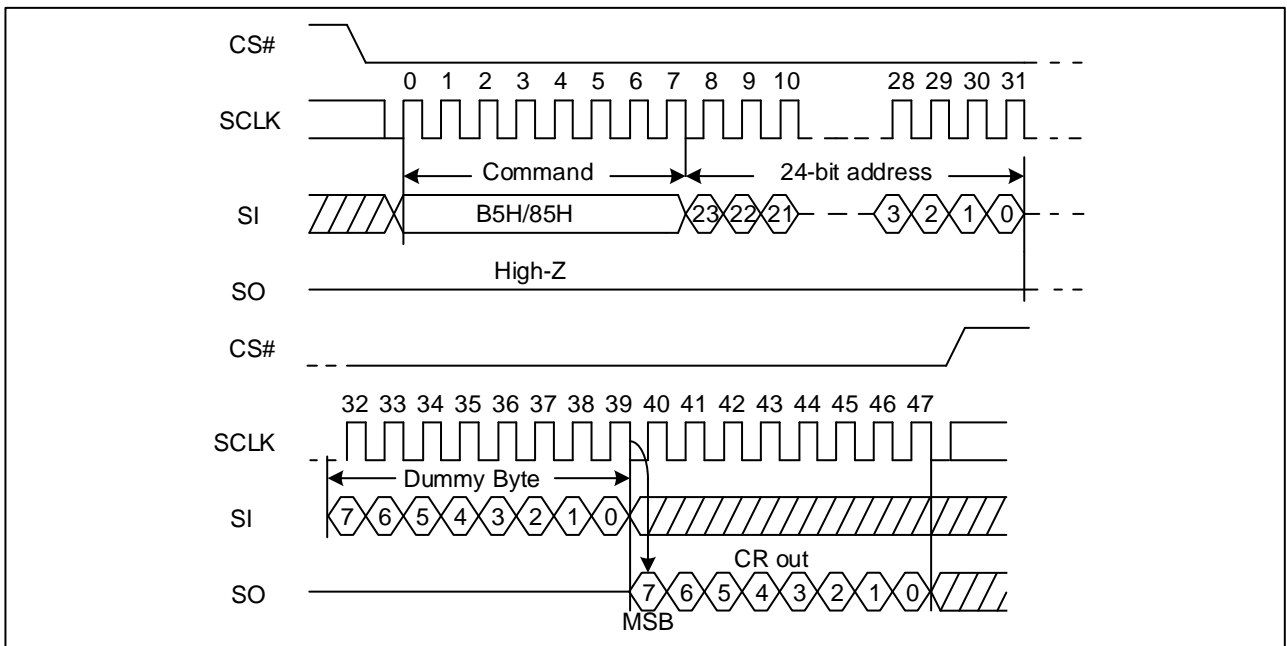 CS#
0 1 2 3 4 5 6 7 8 9 10 28 29 30 31
SCLK
Command 24-bit address
SI B5H/85H 23 22 21 3 2 1 0
High-Z
SO
CS#
32 33 34 35 36 37 38 39 40 41 42 43 44 45 46 47
SCLK
Dummy Byte
SI 7 6 5 4 3 2 1 0
CR out
SO 7 6 5 4 3 2 1 0
MSB